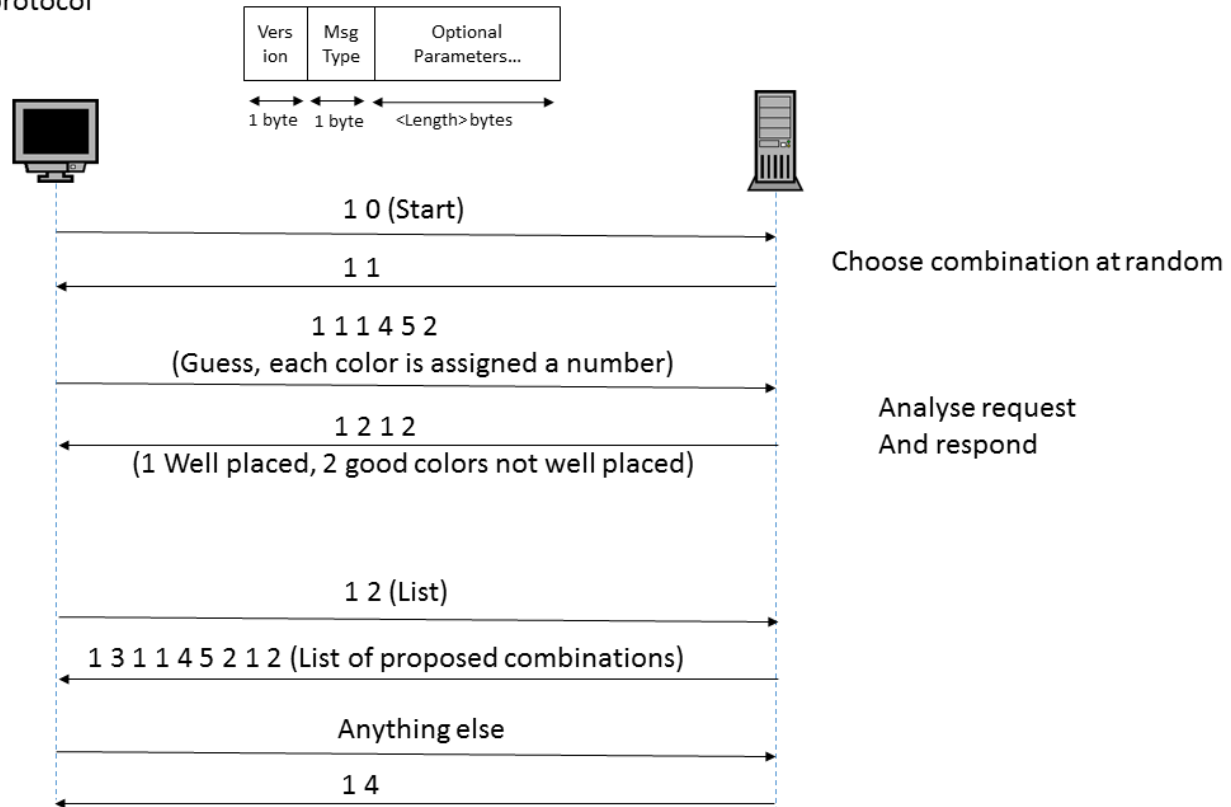 protocol
Vers
ion
Msg
Type
Optional
Parameters...
1 byte
1 byte
<Length> bytes
1 0 (Start)
Choose combination at random
1 1
1 1 1 4 5 2
(Guess, each color is assigned a number)
Analyse request
And respond
1 2 1 2
(1 Well placed, 2 good colors not well placed)
1 2 (List)
1 3 1 1 4 5 2 1 2 (List of proposed combinations)
Anything else
1 4